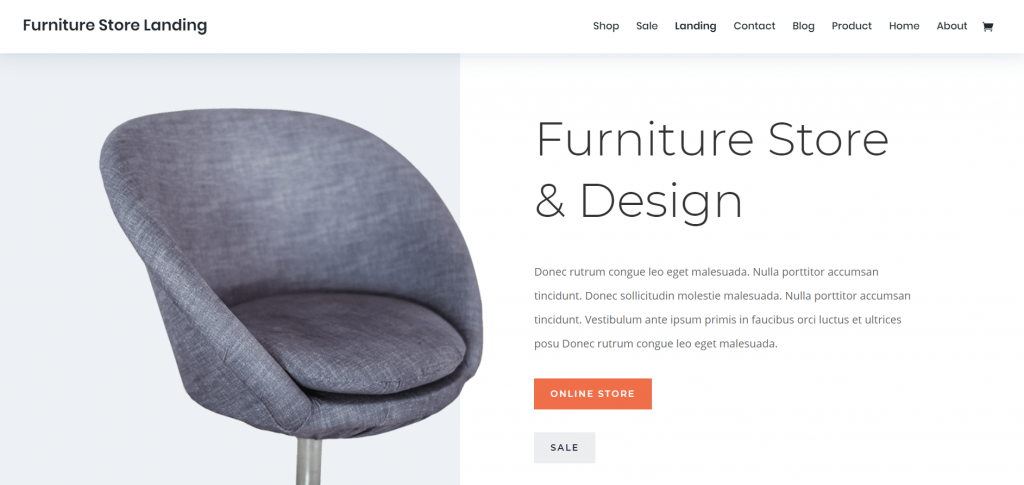 Furniture Store Landing
Shop Sale Landing Contact Blog Product Home About
Furniture Store
& Design
Donec rutrum congue leo eget malesuada. Nulla porttitor accumsan
tincidunt. Donec sollicitudin molestie malesuada. Nulla porttitor accumsan
tincidunt. Vestibulum ante ipsum primis in faucibus orci luctus et ultrices
posu Donec rutrum congue leo eget malesuada.
ONLINE STORE
SALE